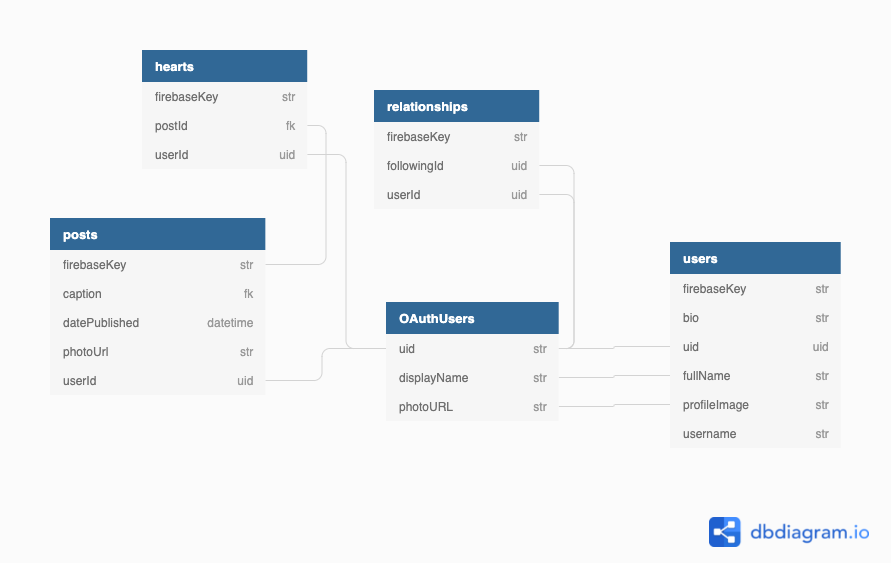 hearts
firebaseKey str
postId fk
userId uid
relationships
firebaseKey str
followingId uid
userId uid
posts
firebaseKey str
caption fk
datePublished datetime
photoUrl str
userId uid
OAuthUsers
uid str
displayName str
photoURL str
users
firebaseKey str
bio str
uid uid
fullName str
profileImage str
username str
dbdiagram.io